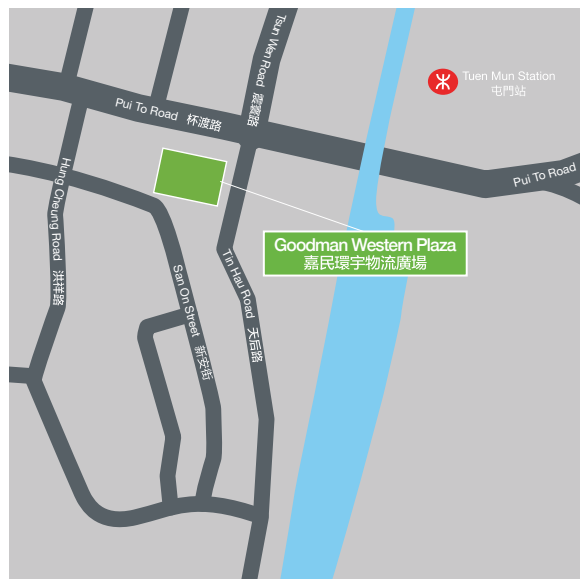 Tsun Wen Road 震寰路
Tuen Mun Station
屯門站
Pui To Road 杯渡路
Pui To Road
Hung Cheung Road 洪祥路
Goodman Western Plaza
嘉民環宇物流廣場
San On Street 新安街
Tin Hau Road 天后路